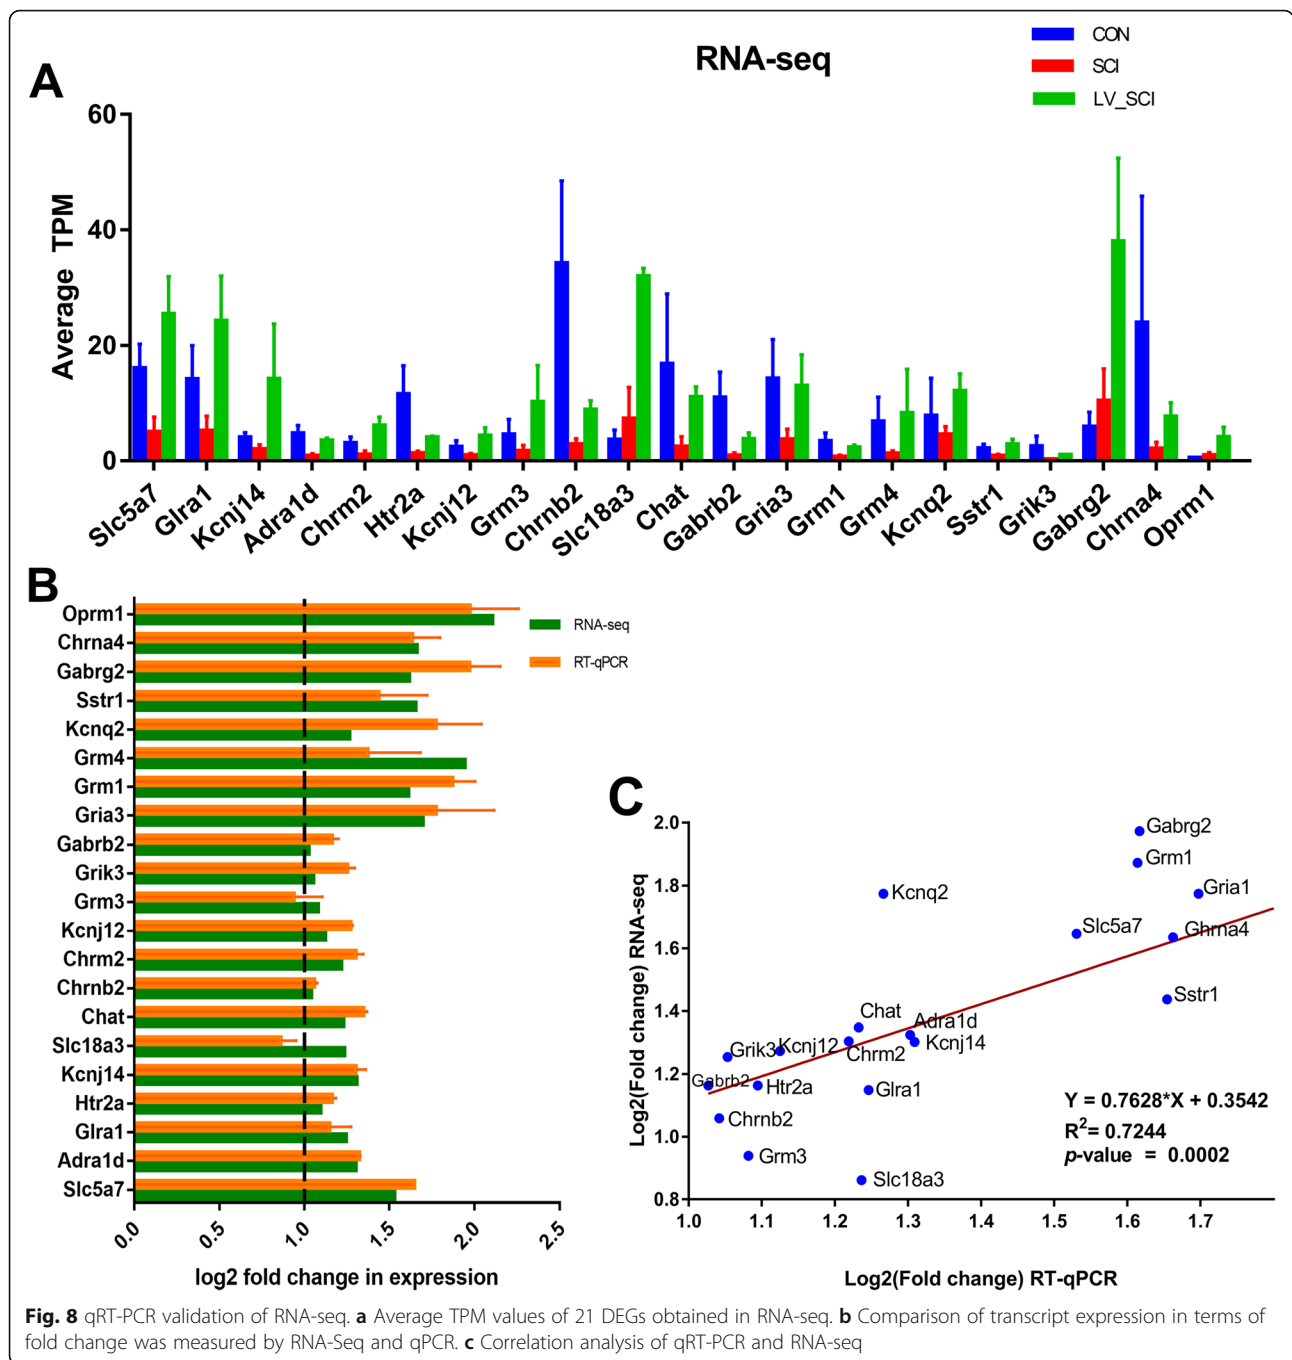 A
RNA-seq
CON
SCI
LV_SCI
Average TPM
60
40
20
0
Slc5a7
Glra1
Kcnj14
Adra1d
Chrm2
Htr2a
Kcnj12
Grm3
Chrnb2
Slc18a3
Chat
Gabrb2
Gria3
Grm1
Grm4
Kcnq2
Sstr1
Grik3
Gabrg2
Chrna4
Oprm1
B
Oprm1
Chrna4
Gabrg2
Sstr1
Kcnq2
Grm4
Grm1
Gria3
Gabrb2
Grik3
Grm3
Kcnj12
Chrm2
Chrnb2
Chat
Slc18a3
Kcnj14
Htr2a
Glra1
Adra1d
Slc5a7
0.0
0.5
1.0
1.5
2.0
2.5
log2 fold change in expression
RNA-seq
RT-qPCR
C
Log2(Fold change) RNA-seq
2.0
1.8
1.6
1.4
1.2
1.0
0.8
Gabrg2
Grm1
Kcnq2
Gria1
Slc5a7
Ghrna4
Sstr1
Chat
Adra1d
Grik3
Kcnj12
Chrm2
Kcnj14
Gabrb2
Htr2a
Glra1
Chrnb2
Grm3
Slc18a3
Y = 0.7628*X + 0.3542
R2= 0.7244
p-value = 0.0002
1.0
1.1
1.2
1.3
1.4
1.5
1.6
1.7
Log2(Fold change) RT-qPCR
Fig. 8 qRT-PCR validation of RNA-seq. a Average TPM values of 21 DEGs obtained in RNA-seq. b Comparison of transcript expression in terms of
fold change was measured by RNA-Seq and qPCR. c Correlation analysis of qRT-PCR and RNA-seq